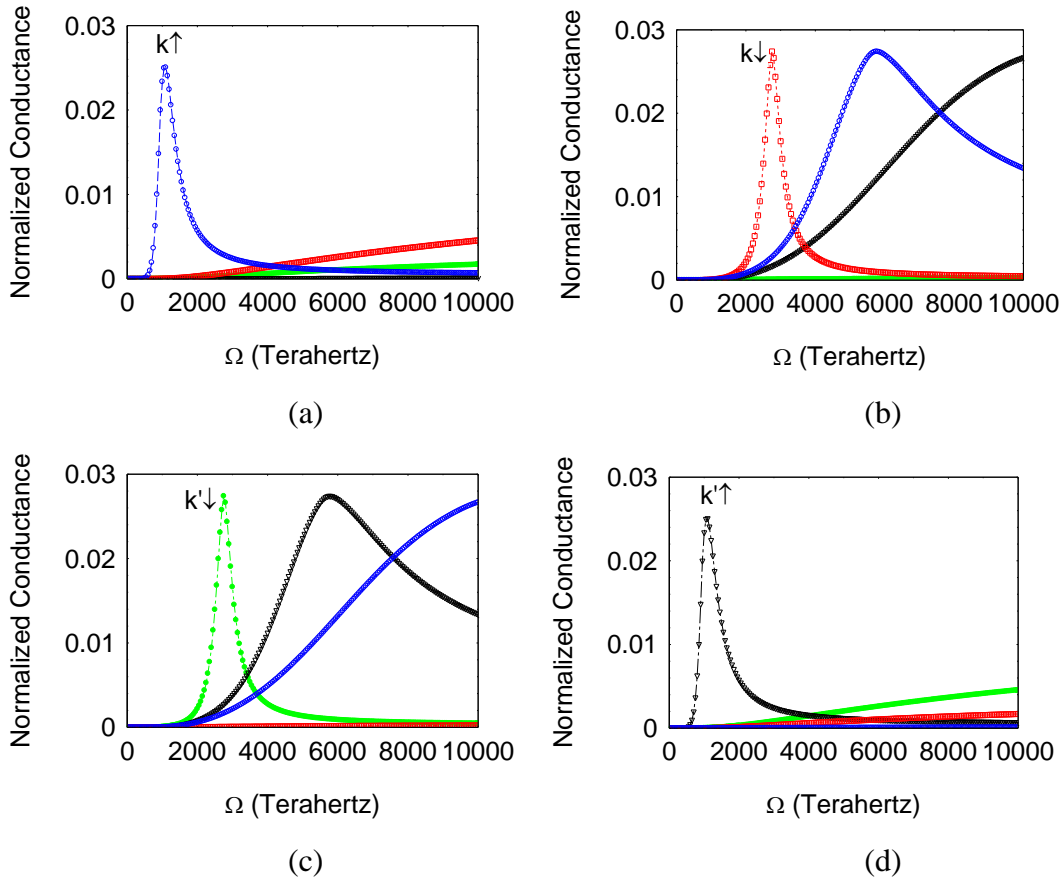 Normalized Conductance
0.03
0.02
0.01
0
k↑
0 2000 4000 6000 8000 10000
Ω (Terahertz)
(a)
Normalized Conductance
0.03
0.02
0.01
0
k↓
0 2000 4000 6000 8000 10000
Ω (Terahertz)
(b)
Normalized Conductance
0.03
0.02
0.01
0
k'↓
0 2000 4000 6000 8000 10000
Ω (Terahertz)
(c)
Normalized Conductance
0.03
0.02
0.01
0
k'↑
0 2000 4000 6000 8000 10000
Ω (Terahertz)
(d)